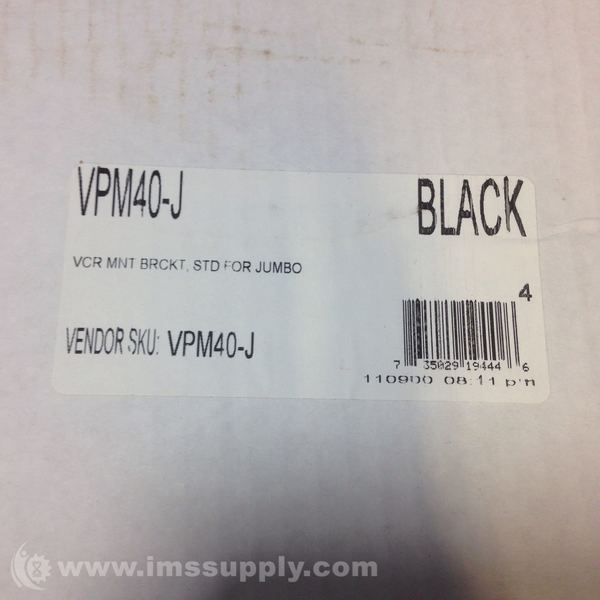 VPM40-J BLACK
VCR MNT BRCKT, STD FOR JUMBO
4
VENDOR SKU: VPM40-J
7 35029 19444 6
110900 08:11 p.m
www.imssupply.com